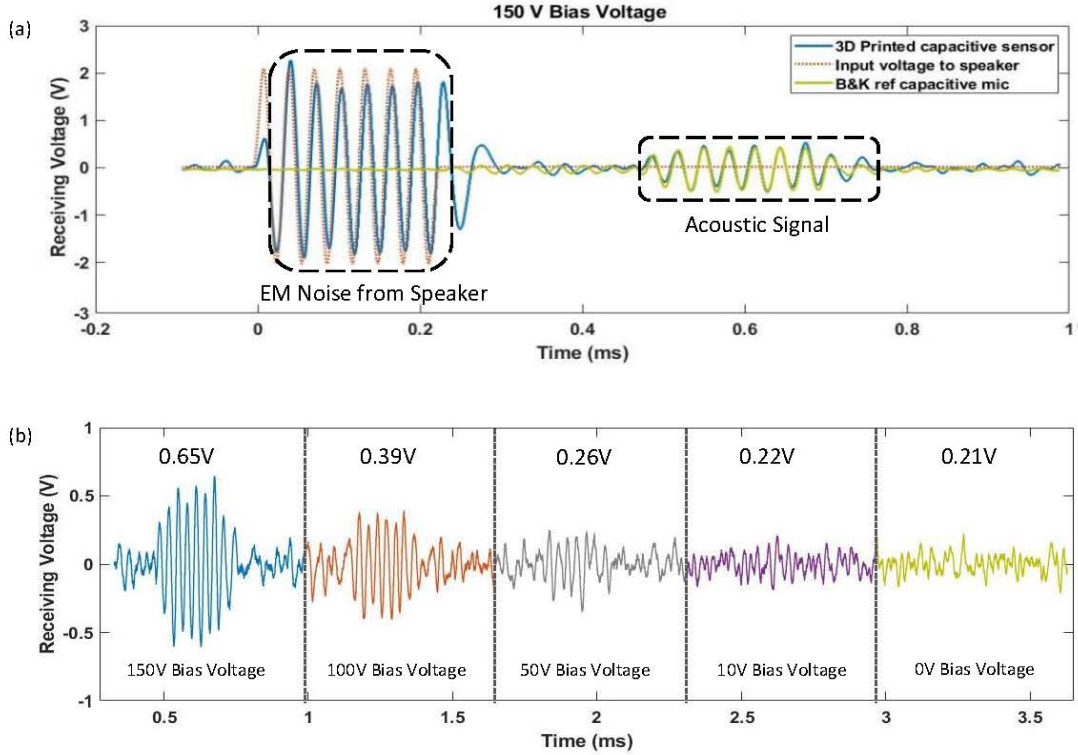 150 V Bias Voltage
(a)
3
2
1
0
-1
-2
-3
Receiving Voltage (V)
3D Printed capacitive sensor
Input voltage to speaker
B&K ref capacitive mic
EM Noise from Speaker
Acoustic Signal
-0.2
0
0.2
0.4
0.6
0.8
1
Time (ms)
(b)
1
0.5
0
-0.5
-1
Receiving Voltage (V)
0.65V
0.39V
0.26V
0.22V
0.21V
150V Bias Voltage
100V Bias Voltage
50V Bias Voltage
10V Bias Voltage
0V Bias Voltage
0.5
1
1.5
2
2.5
3
3.5
Time (ms)